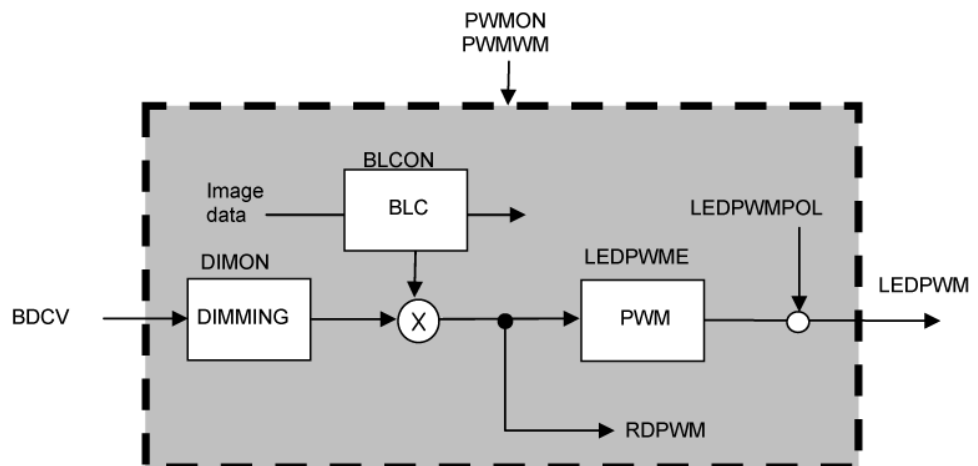 PWMON
PWMWM
BLCON
Image
data
BLC
LEDPWMPOL
DIMON
LEDPWME
LEDPWM
BDCV
DIMMING
X
PWM
RDPWM